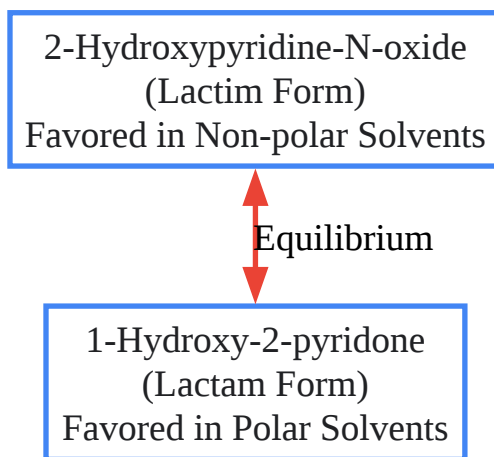 2-Hydroxypyridine-N-oxide
(Lactim Form)
Favored in Non-polar Solvents
Equilibrium
1-Hydroxy-2-pyridone
(Lactam Form)
Favored in Polar Solvents